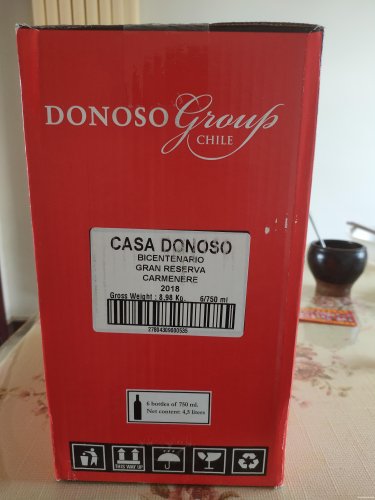 DONOSO Group
CHILE
CASA DONOSO
BICENTENARIO
GRAN RESERVA
CARMENERE
2018
Gross Weight : 8,98 Kg. 6/750 ml
27804309600535
6 bottles of 750 ml.
Net content: 4,5 liters
THIS WAY UP